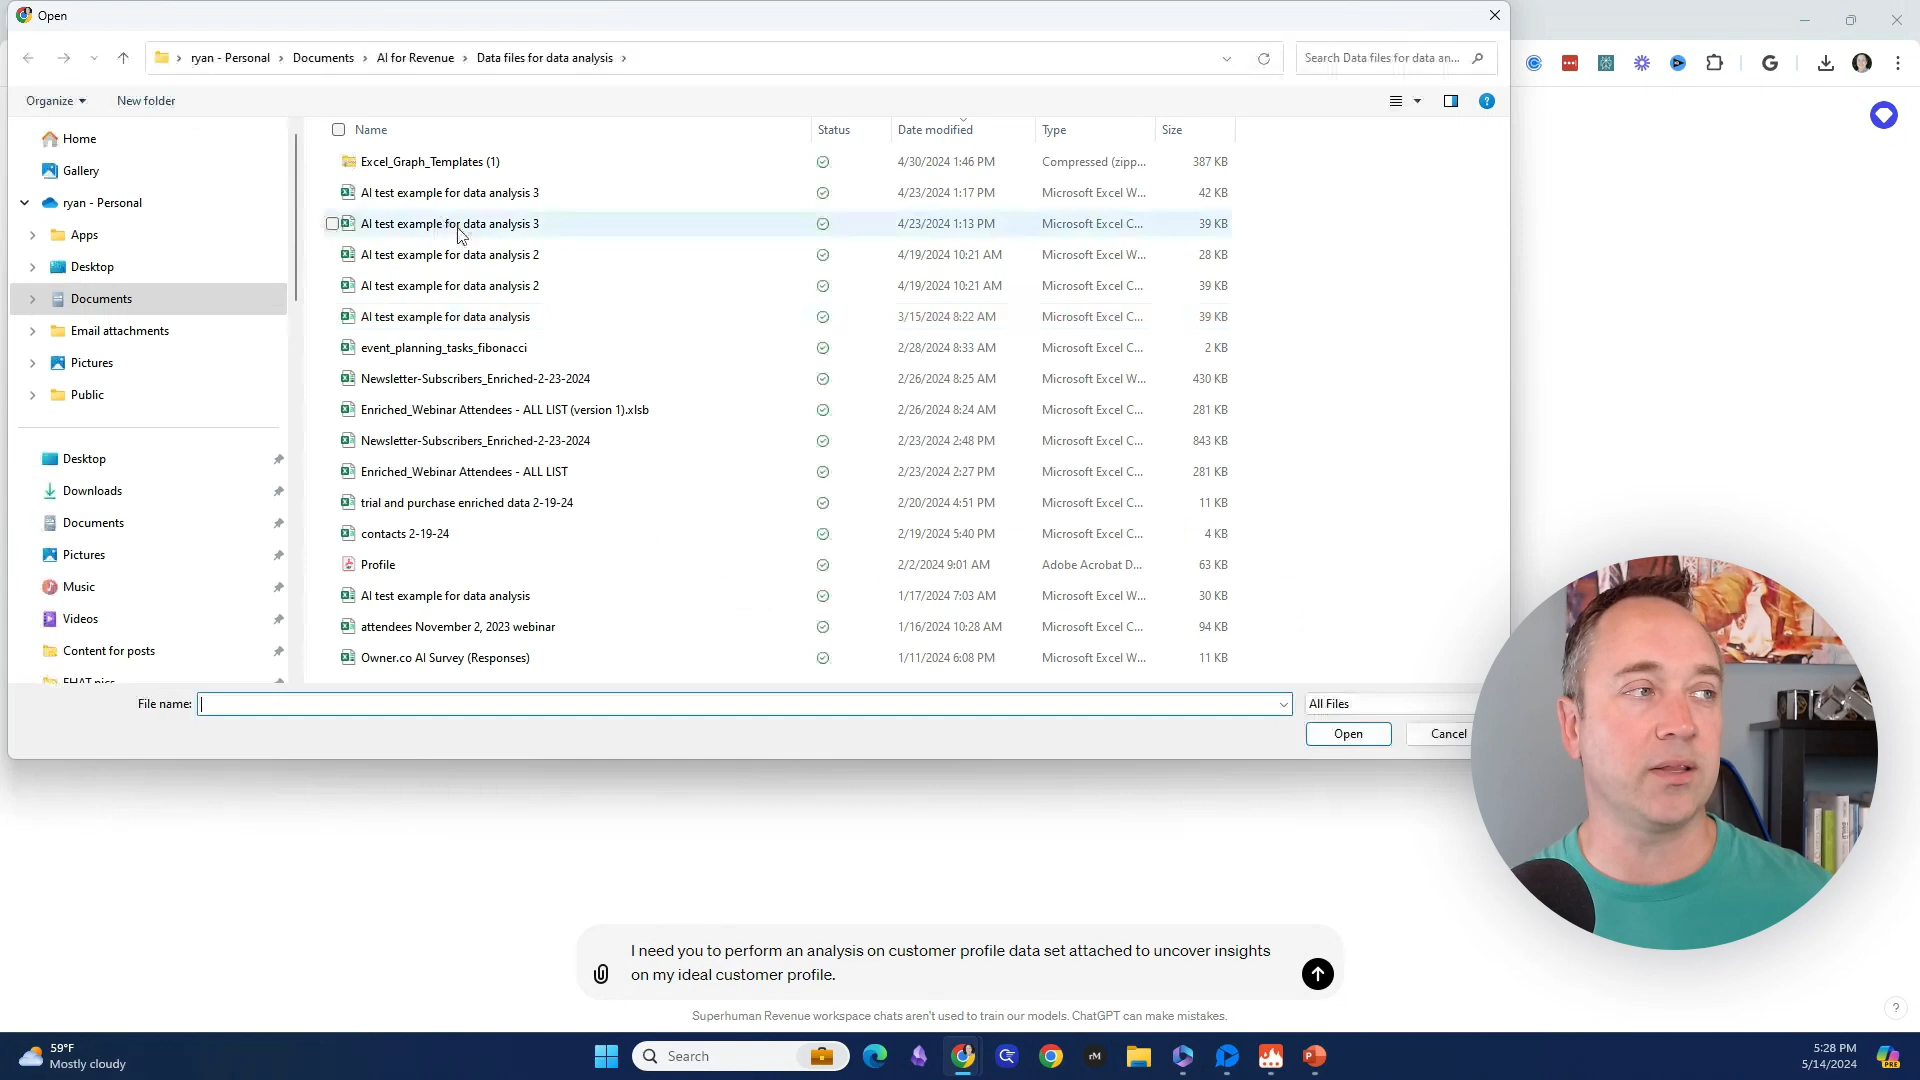 Open
ryan - Personal > Documents > AI for Revenue > Data files for data analysis >
Search Data files for data an...
Organize
New folder
Home
Gallery
ryan - Personal
Apps
Desktop
Documents
Email attachments
Pictures
Public
Desktop
Downloads
Documents
Pictures
Music
Videos
Content for posts
Name Status Date modified Type Size
Excel_Graph_Templates (1) 4/30/2024 1:46 PM Compressed (zipp... 387 KB
AI test example for data analysis 3 4/23/2024 1:17 PM Microsoft Excel W... 42 KB
AI test example for data analysis 3 4/23/2024 1:13 PM Microsoft Excel C... 39 KB
AI test example for data analysis 2 4/19/2024 10:21 AM Microsoft Excel W... 28 KB
AI test example for data analysis 2 4/19/2024 10:21 AM Microsoft Excel C... 39 KB
AI test example for data analysis 3/15/2024 8:22 AM Microsoft Excel C... 39 KB
event_planning_tasks_fibonacci 2/28/2024 8:33 AM Microsoft Excel C... 2 KB
Newsletter-Subscribers_Enriched-2-23-2024 2/26/2024 8:25 AM Microsoft Excel W... 430 KB
Enriched_Webinar Attendees - ALL LIST (version 1).xlsb 2/26/2024 8:24 AM Microsoft Excel C... 281 KB
Newsletter-Subscribers_Enriched-2-23-2024 2/23/2024 2:48 PM Microsoft Excel C... 843 KB
Enriched_Webinar Attendees - ALL LIST 2/23/2024 2:27 PM Microsoft Excel C... 281 KB
trial and purchase enriched data 2-19-24 2/20/2024 4:51 PM Microsoft Excel C... 11 KB
contacts 2-19-24 2/19/2024 5:40 PM Microsoft Excel C... 4 KB
Profile 2/2/2024 9:01 AM Adobe Acrobat D... 63 KB
AI test example for data analysis 1/17/2024 7:03 AM Microsoft Excel W... 30 KB
attendees November 2, 2023 webinar 1/16/2024 10:28 AM Microsoft Excel C... 94 KB
Owner.co AI Survey (Responses) 1/11/2024 6:08 PM Microsoft Excel W... 11 KB
File name:
All Files
Open
Cancel
I need you to perform an analysis on customer profile data set attached to uncover insights
on my ideal customer profile.
Superhuman Revenue workspace chats aren't used to train our models. ChatGPT can make mistakes.
?
59°F
Mostly cloudy
Search
rM
5:28 PM
5/14/2024
PRE